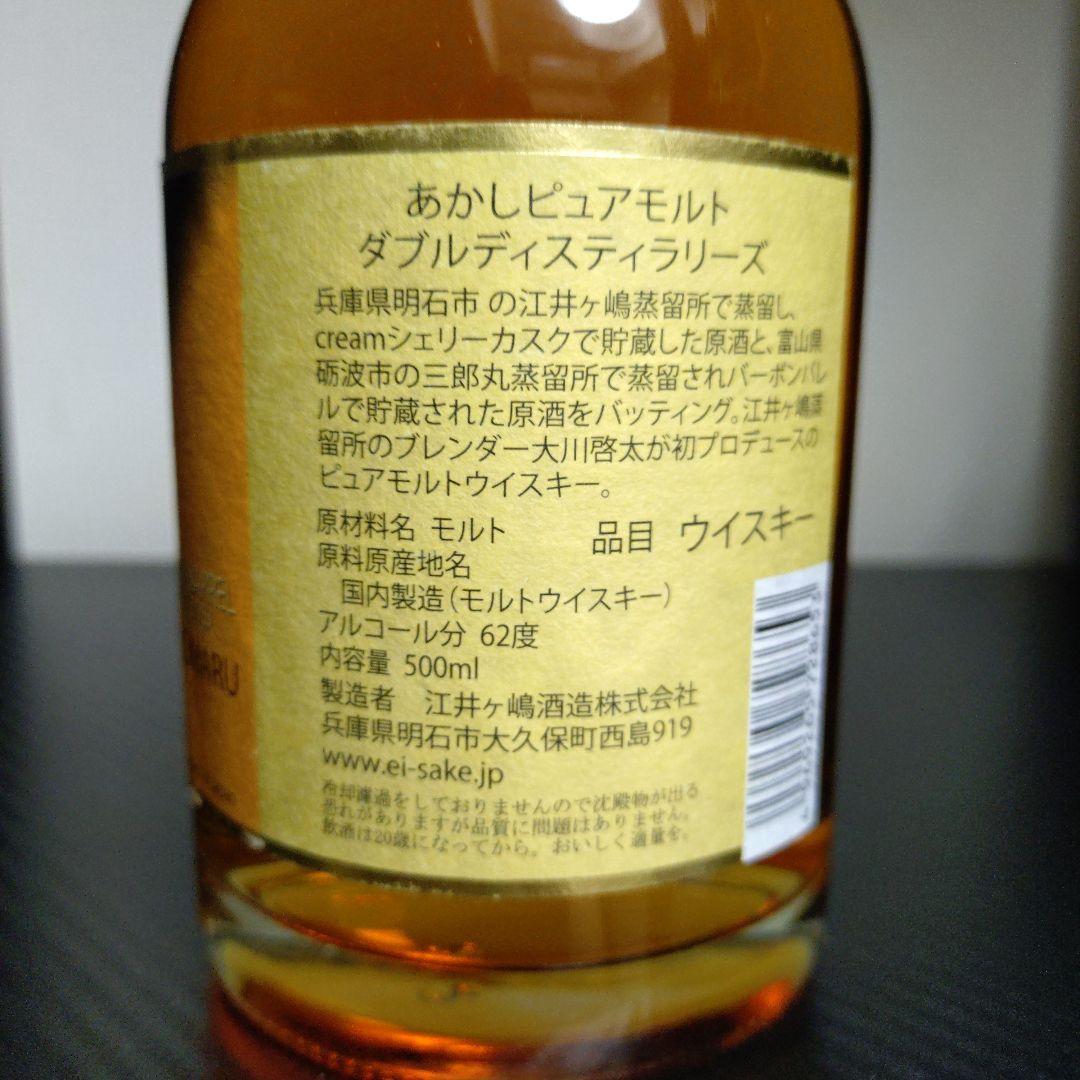 あかしピュアモルト
ダブルディスティラリーズ
兵庫県明石市 の江井ヶ嶋蒸留所で蒸留し、
creamシェリーカスクで貯蔵した原酒と、富山県
砺波市の三郎丸蒸留所で蒸留されバーボンバレ
ルで貯蔵された原酒をバッティング。江井ヶ嶋蒸
留所のブレンダー大川啓太が初プロデュースの
ピュアモルトウイスキー。
原材料名 モルト 品目 ウイスキー
原料原産地名
国内製造（モルトウイスキー）
アルコール分 62度
内容量 500ml
製造者 江井ヶ嶋酒造株式会社
兵庫県明石市大久保町西島919
www.ei-sake.jp
冷却濾過をしておりませんので沈殿物が出る
恐れがありますが品質に問題はありません。
飲酒は20歳になってから。おいしく適量を。